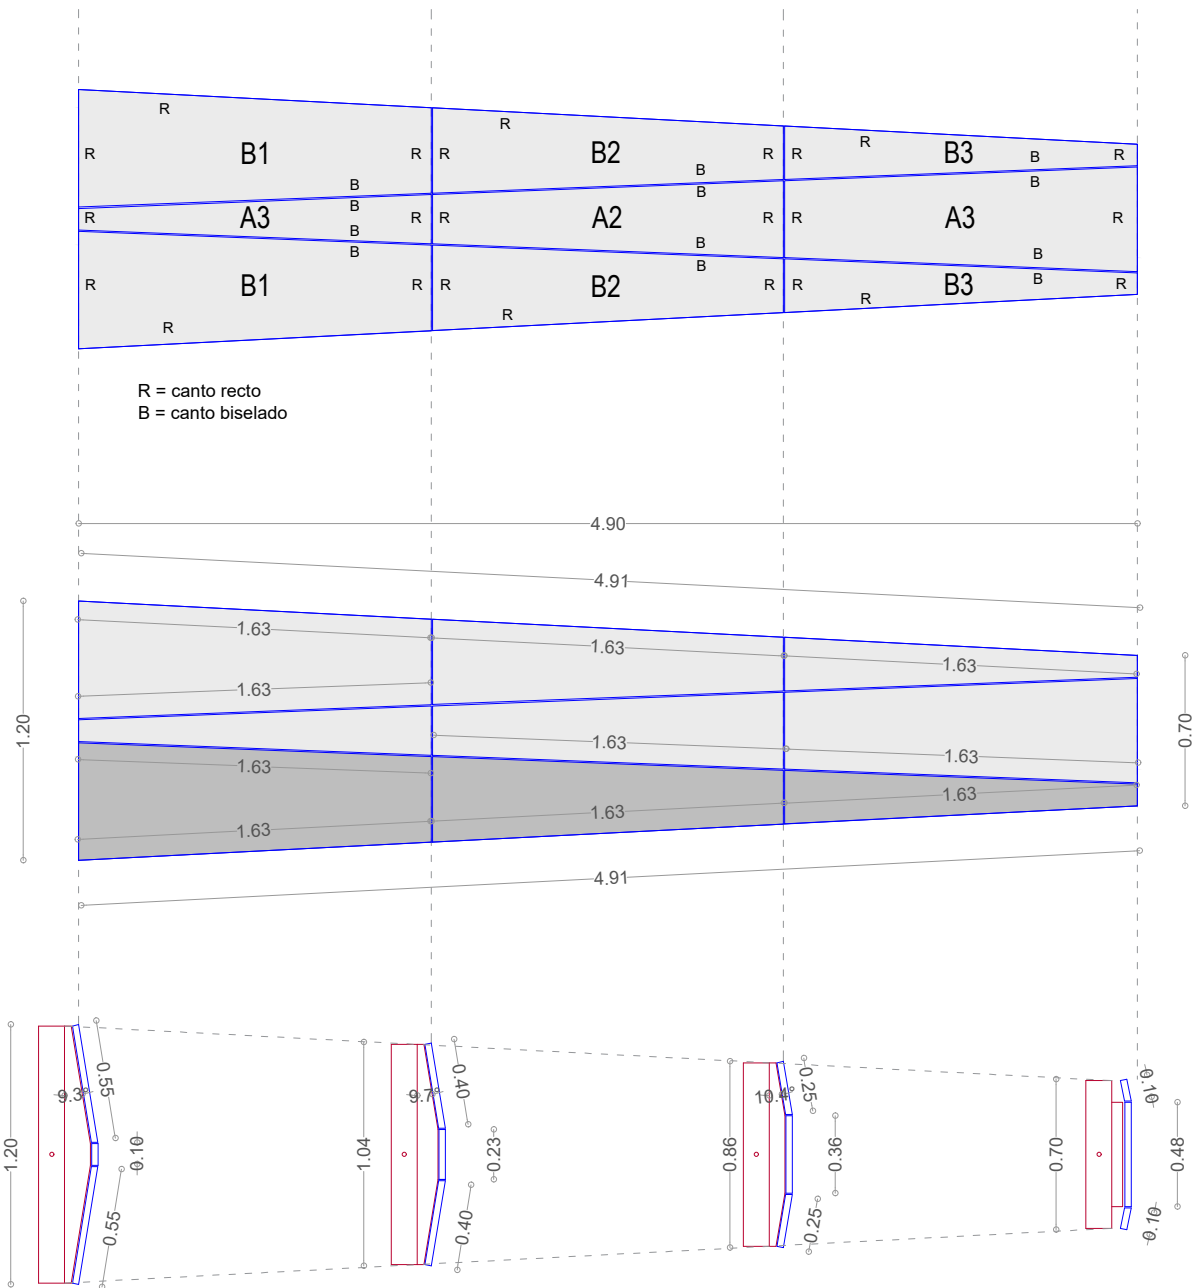 R
R B1 R R B2 R R B3 B R
R
R
B
B
B
B
B
R A3 R R A2 R R A3 R
B
B
B
B
B
B
R B1 R R B2 R R B3 R
R
R
R
R = canto recto
B = canto biselado
4.90
4.91
1.63
1.63
1.63
1.63
1.20
0.70
1.63
1.63
1.63
1.63
1.63
1.63
4.91
9.3°
0.55
1.20
0.10
0.55
9.7°
0.40
1.04
0.23
0.40
10.4°
0.25
0.86
0.36
0.25
0.10
0.70
0.48
0.10